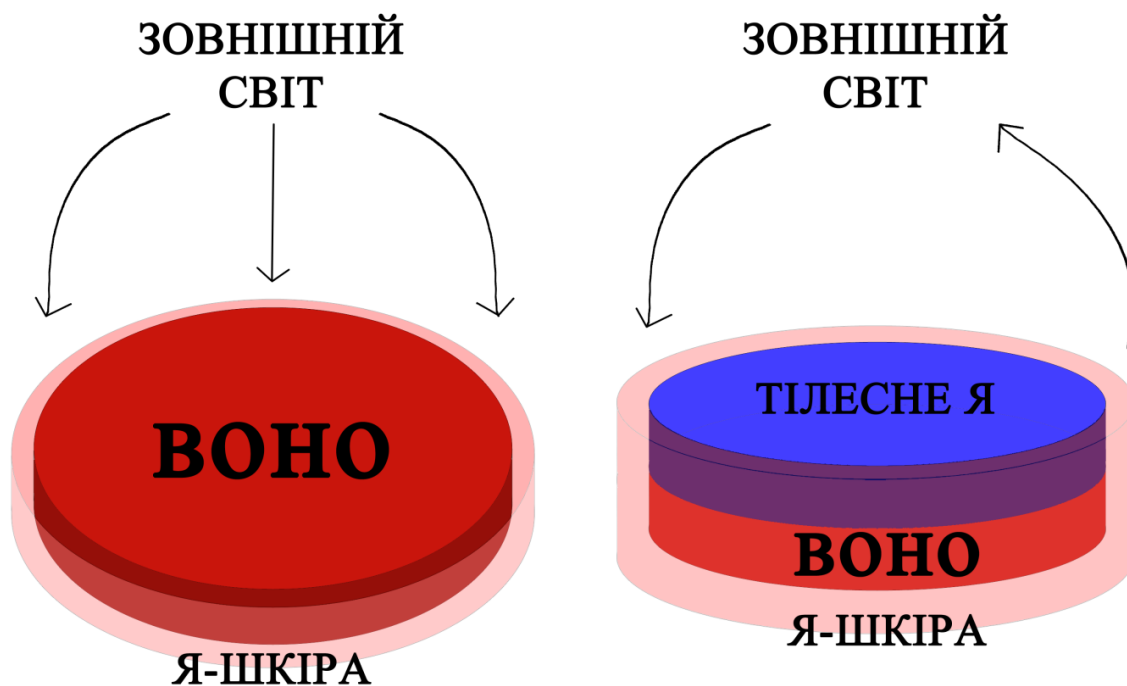 ЗОВНІШНІЙ
СВІТ
ВОНО
Я-ШКІРА
ЗОВНІШНІЙ
СВІТ
ТІЛЕСНЕ Я
ВОНО
Я-ШКІРА